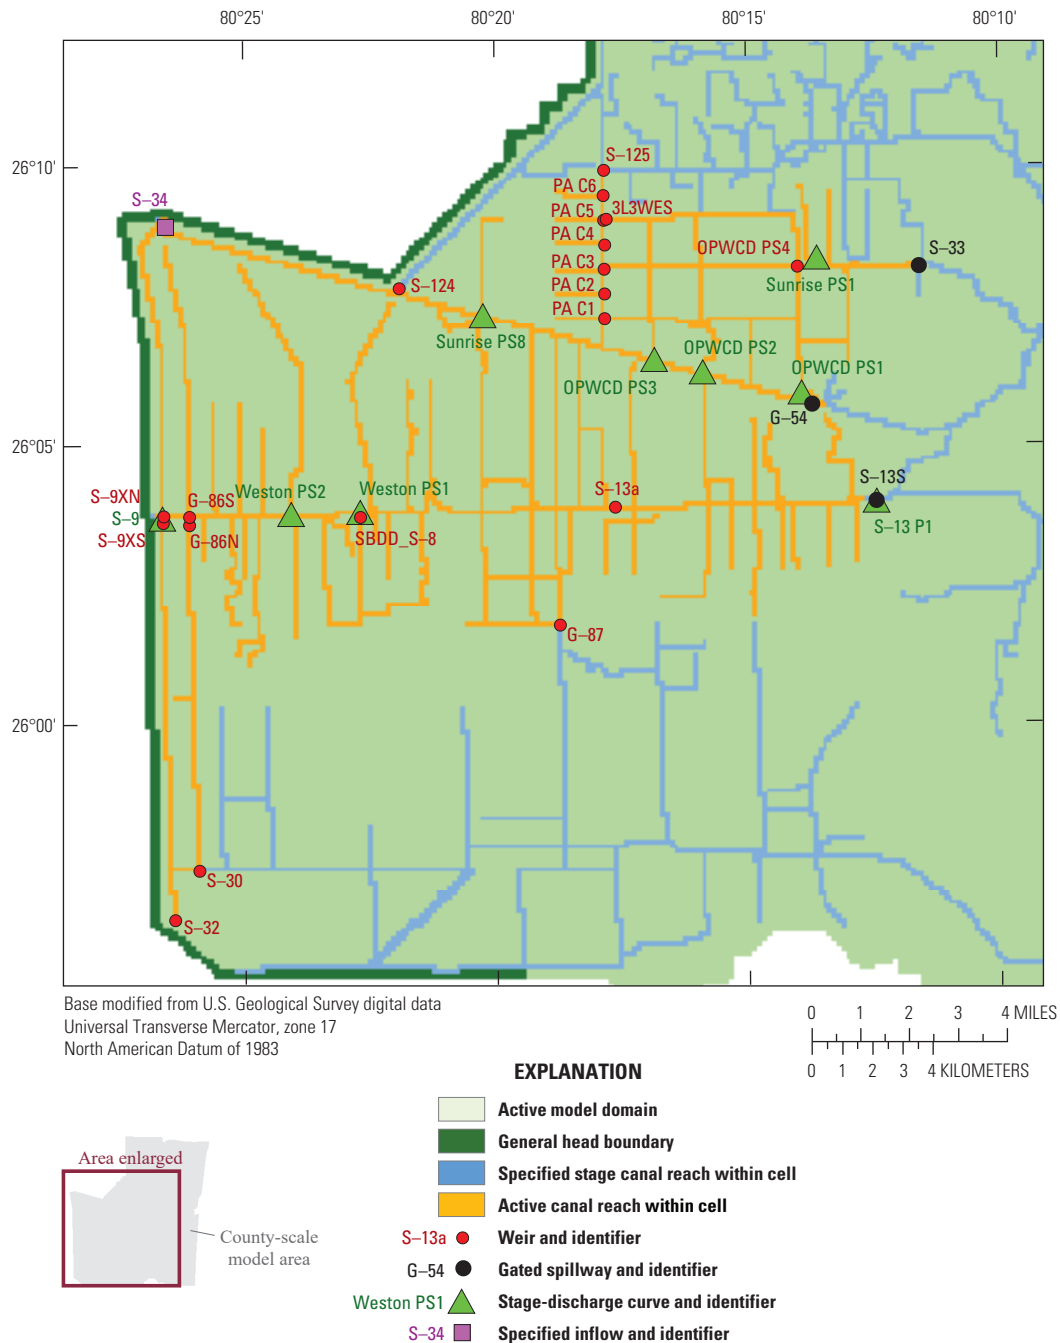 80°25' 80°20' 80°15' 80°10'
26°10'
26°05'
26°00'
S–125
PA C6
S–34
PA C5 3L3WES
PA C4
OPWCD PS4
S–33
PA C3
Sunrise PS1
S–124
PA C2
PA C1
Sunrise PS8
OPWCD PS2
OPWCD PS1
OPWCD PS3
G–54
S–13S
S–9XN
G–86S
Weston PS2
Weston PS1
S–13a
S–9
S–13 P1
S–9XS
G–86N
SBDD_S–8
G–87
S–30
S–32
Base modified from U.S. Geological Survey digital data
Universal Transverse Mercator, zone 17
North American Datum of 1983
0 1 2 3 4 MILES
0 1 2 3 4 KILOMETERS
EXPLANATION
Active model domain
General head boundary
Specified stage canal reach within cell
Active canal reach within cell
S–13a Weir and identifier
G–54 Gated spillway and identifier
Weston PS1 Stage-discharge curve and identifier
S–34 Specified inflow and identifier
Area enlarged
County-scale
model area